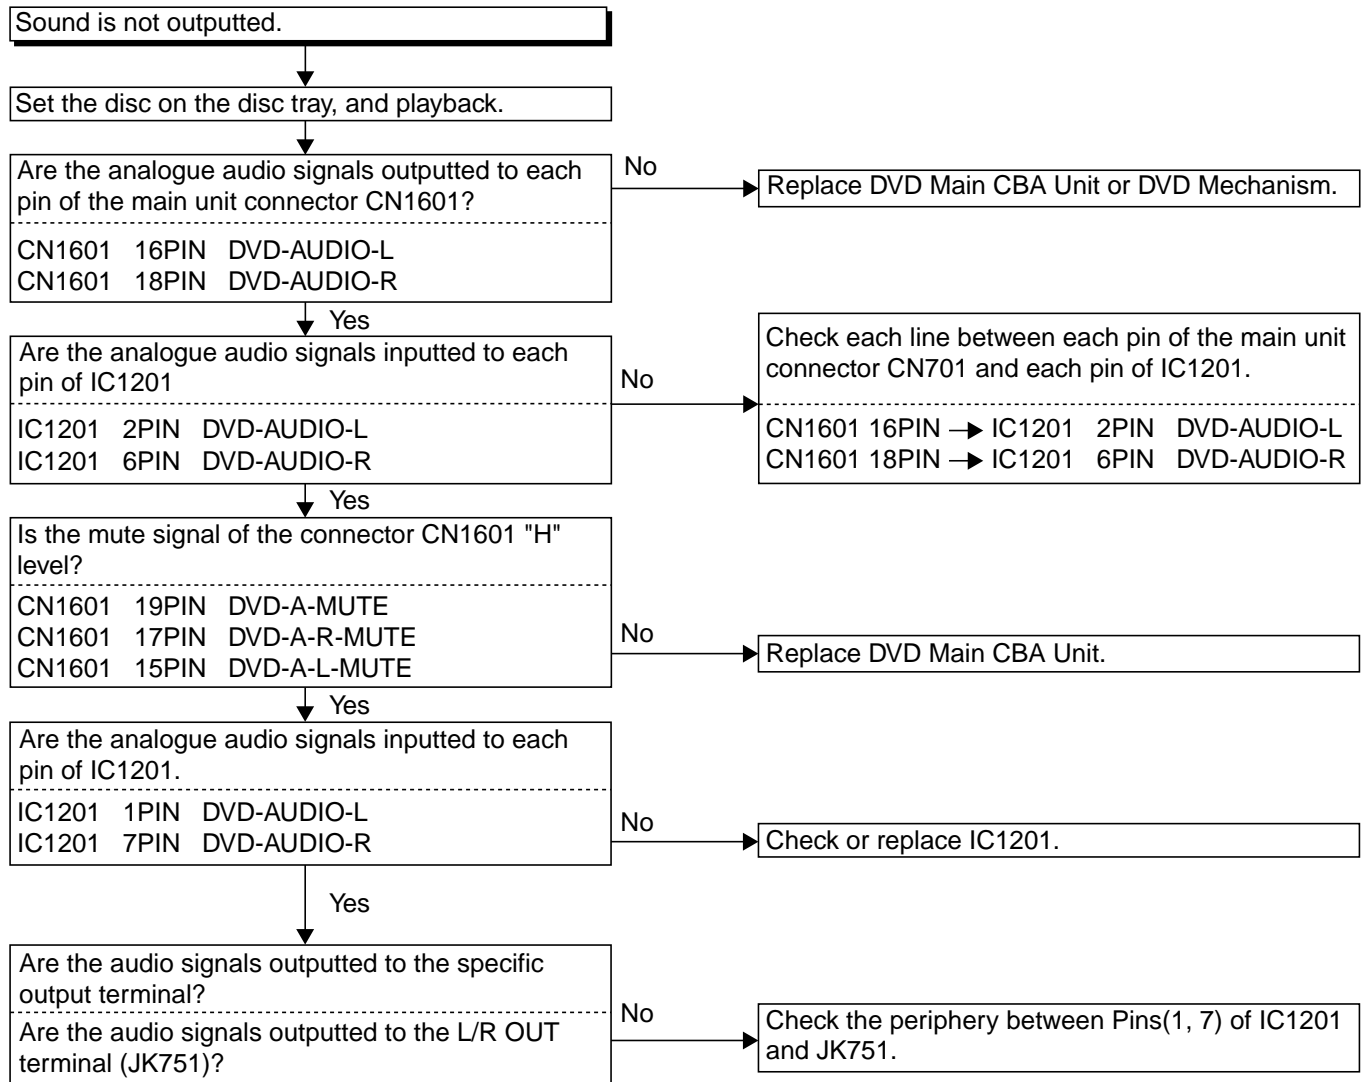 Sound is not outputted.
Set the disc on the disc tray, and playback.
Are the analogue audio signals outputted to each
pin of the main unit connector CN1601?
CN1601 16PIN DVD-AUDIO-L
CN1601 18PIN DVD-AUDIO-R
No
Replace DVD Main CBA Unit or DVD Mechanism.
Yes
Are the analogue audio signals inputted to each
pin of IC1201
IC1201 2PIN DVD-AUDIO-L
IC1201 6PIN DVD-AUDIO-R
No
Check each line between each pin of the main unit
connector CN701 and each pin of IC1201.
CN1601 16PIN → IC1201 2PIN DVD-AUDIO-L
CN1601 18PIN → IC1201 6PIN DVD-AUDIO-R
Yes
Is the mute signal of the connector CN1601 "H"
level?
CN1601 19PIN DVD-A-MUTE
CN1601 17PIN DVD-A-R-MUTE
CN1601 15PIN DVD-A-L-MUTE
No
Replace DVD Main CBA Unit.
Yes
Are the analogue audio signals inputted to each
pin of IC1201.
IC1201 1PIN DVD-AUDIO-L
IC1201 7PIN DVD-AUDIO-R
No
Check or replace IC1201.
Yes
Are the audio signals outputted to the specific
output terminal?
Are the audio signals outputted to the L/R OUT
terminal (JK751)?
No
Check the periphery between Pins(1, 7) of IC1201
and JK751.